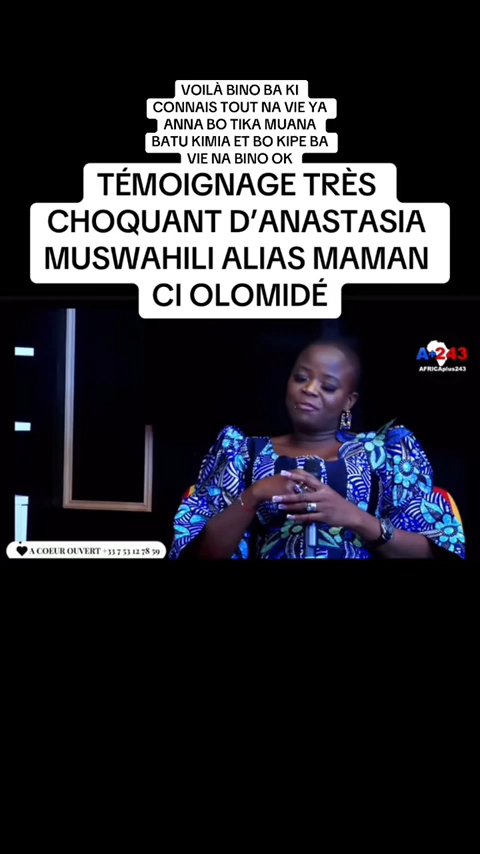 VOILÀ BINO BA KI
CONNAIS TOUT NA VIE YA
ANNA BO TIKA MUANA
BATU KIMIA ET BO KIPE BA
VIE NA BINO OK
TÉMOIGNAGE TRÈS
CHOQUANT D’ANASTASIA
MUSWAHILI ALIAS MAMAN
CI OLOMIDÉ
A+243
AFRICAplus243
A COEUR OUVERT +33 7 53 12 78 59